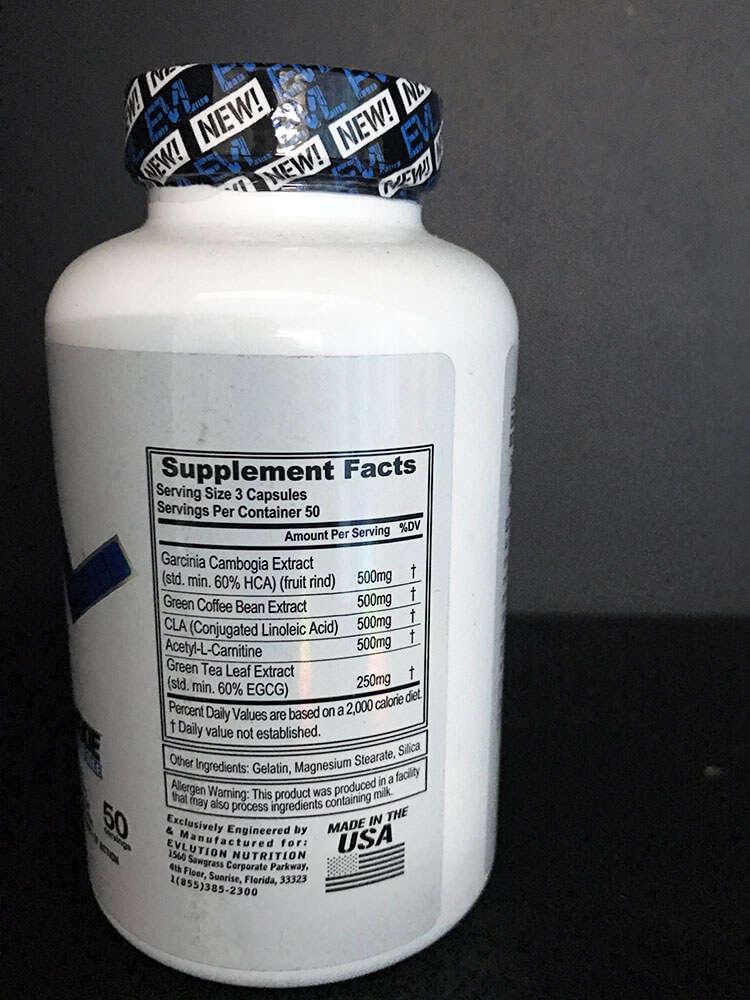 NEW! NEW! NEW! NEW! NEW!
EVL EVL EVL
Supplement Facts
Serving Size 3 Capsules
Servings Per Container 50
Amount Per Serving %DV
Garcinia Cambogia Extract
(std. min. 60% HCA) (fruit rind) 500mg †
Green Coffee Bean Extract 500mg †
CLA (Conjugated Linoleic Acid) 500mg †
Acetyl-L-Carnitine 500mg †
Green Tea Leaf Extract
(std. min. 60% EGCG) 250mg †
Percent Daily Values are based on a 2,000 calorie diet.
† Daily value not established.
Other Ingredients: Gelatin, Magnesium Stearate, Silica
Allergen Warning: This product was produced in a facility
that may also process ingredients containing milk.
Exclusively Engineered by
& Manufactured for:
EVLUTION NUTRITION
1560 Sawgrass Corporate Parkway,
4th Floor, Sunrise, Florida, 33323
1(855)385-2300
MADE IN THE
USA
50
Servings